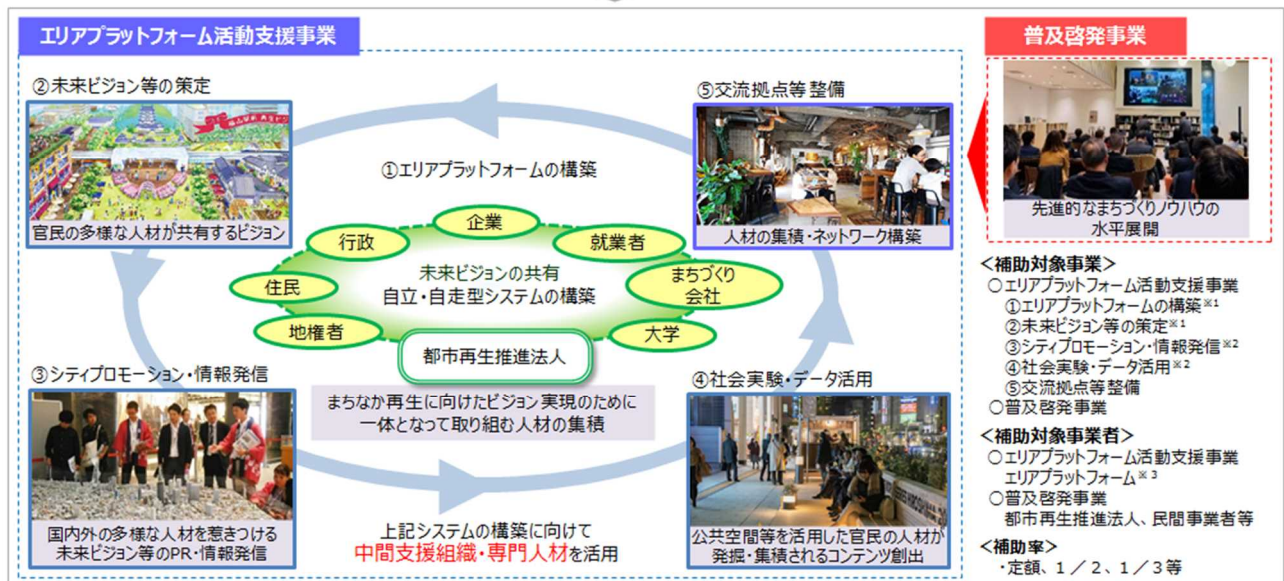 エリアプラットフォーム活動支援事業
②未来ビジョン等の策定
官民の多様な人材が共有するビジョン
⑤交流拠点等整備
人材の集積・ネットワーク構築
①エリアプラットフォームの構築
企業
行政
就業者
住民
まちづくり
会社
地権者
大学
未来ビジョンの共有
自立・自走型システムの構築
都市再生推進法人
まちなか再生に向けたビジョン実現のために
一体となって取り組む人材の集積
③シティプロモーション・情報発信
国内外の多様な人材を惹きつける
未来ビジョン等のPR・情報発信
④社会実験・データ活用
公共空間等を活用した官民の人材が
発掘・集積されるコンテンツ創出
上記システムの構築に向けて
中間支援組織・専門人材を活用
普及啓発事業
先進的なまちづくりノウハウの
水平展開
<補助対象事業>
○エリアプラットフォーム活動支援事業
①エリアプラットフォームの構築※1
②未来ビジョン等の策定※1
③シティプロモーション・情報発信※2
④社会実験・データ活用※2
⑤交流拠点等整備
○普及啓発事業
<補助対象事業者>
○エリアプラットフォーム活動支援事業
エリアプラットフォーム※3
○普及啓発事業
都市再生推進法人、民間事業者等
<補助率>
・定額、1／2、1／3等